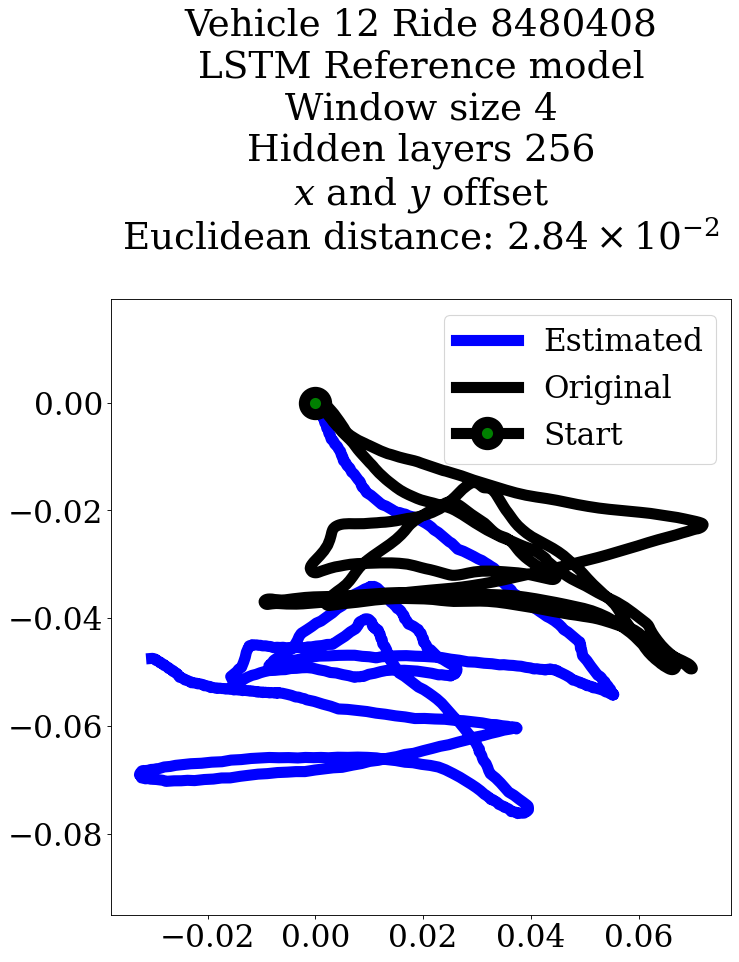 Vehicle 12 Ride 8480408
LSTM Reference model
Window size 4
Hidden layers 256
x and y offset
Euclidean distance: 2.84 × 10⁻²
Estimated
Original
Start
0.00
−0.02
−0.04
−0.06
−0.08
−0.02 0.00 0.02 0.04 0.06